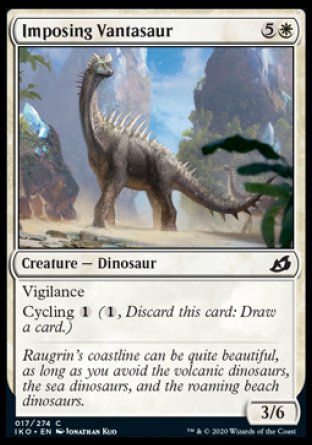 Imposing Vantasaur 5
Creature — Dinosaur
Vigilance
Cycling 1 (1, Discard this card: Draw
a card.)
Raugrin's coastline can be quite beautiful,
as long as you avoid the volcanic dinosaurs,
the sea dinosaurs, and the roaming beach
dinosaurs.
3/6
017/274 C
IKO • EN Jonathan Kuo
™ & © 2020 Wizards of the Coast